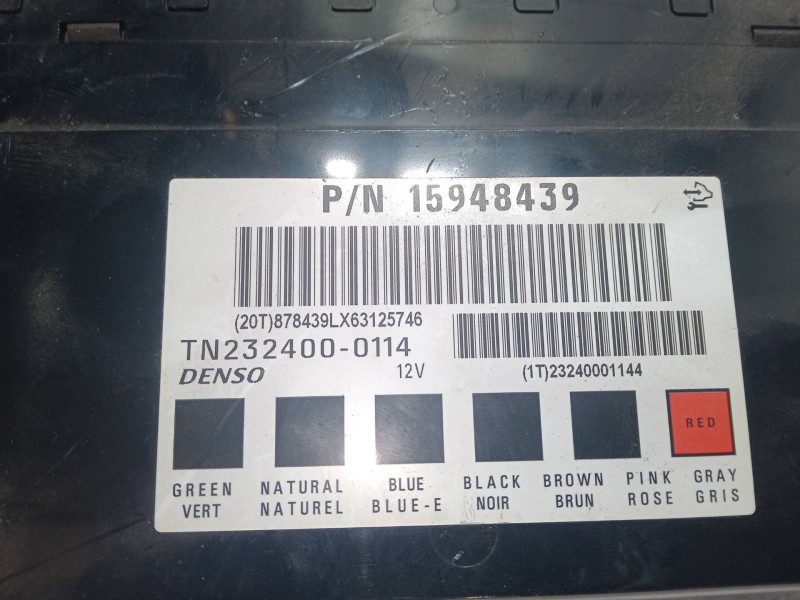 P/N 15948439
(20T)878439LX63125746
TN232400-0114
DENSO 12V (1T)23240001144
RED
GREEN NATURAL BLUE BLACK BROWN PINK GRAY
VERT NATUREL BLUE-E NOIR BRUN ROSE GRIS